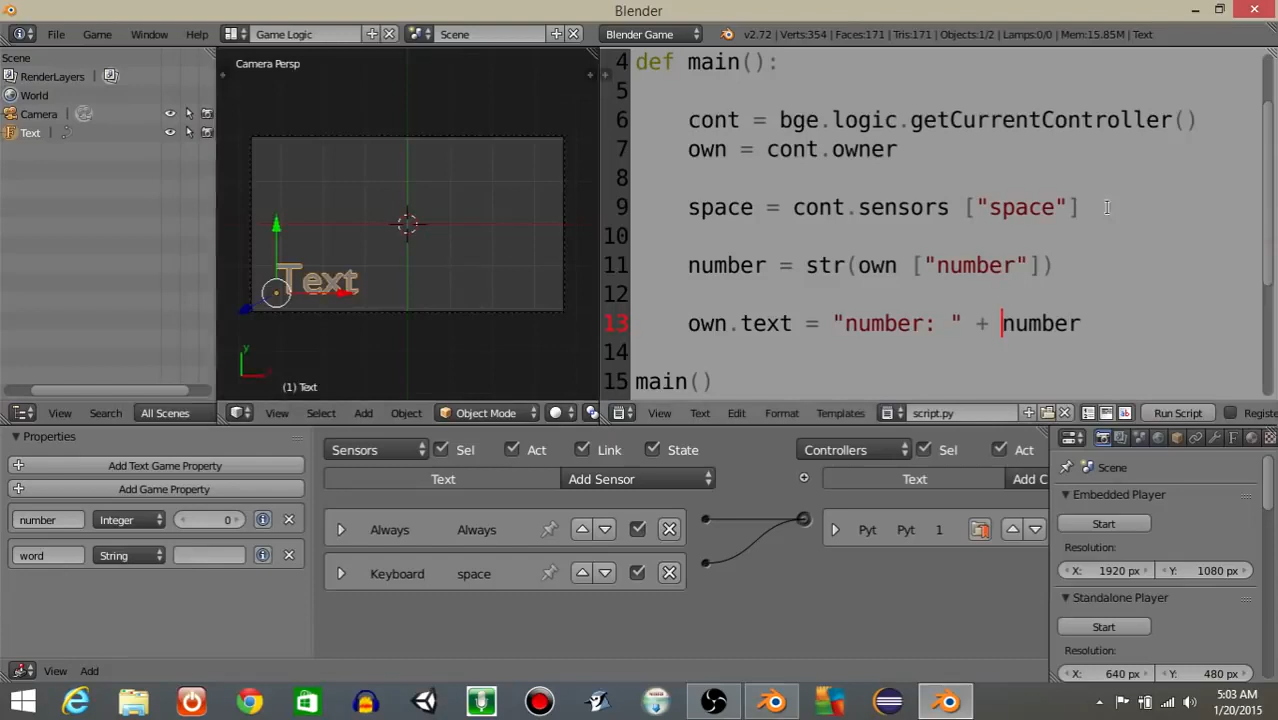 Blender
File Game Window Help Game Logic Scene Blender Game v2.72 | Verts:354 | Faces:171 | Tris:171 | Objects:1/2 | Lamps:0/0 | Mem:15.85M | Text
Scene
RenderLayers
World
Camera
Text
View Search All Scenes
Camera Persp
Text
y
(1) Text
View Select Add Object Object Mode
4 def main():
5
6 cont = bge.logic.getCurrentController()
7 own = cont.owner
8
9 space = cont.sensors ["space"]
10
11 number = str(own ["number"])
12
13 own.text = "number: " + number
14
15 main()
View Text Edit Format Templates script.py Run Script Registe
Properties
Add Text Game Property
Add Game Property
number Integer 0
word String
Sensors Sel Act Link State
Text Add Sensor
Always Always
Keyboard space
Controllers Sel Act
Text Add C
Pyt Pyt 1
View Add
Scene
Embedded Player
Start
Resolution:
X: 1920 px Y: 1080 px
Standalone Player
Start
Resolution:
X: 640 px Y: 480 px
5:03 AM
1/20/2015